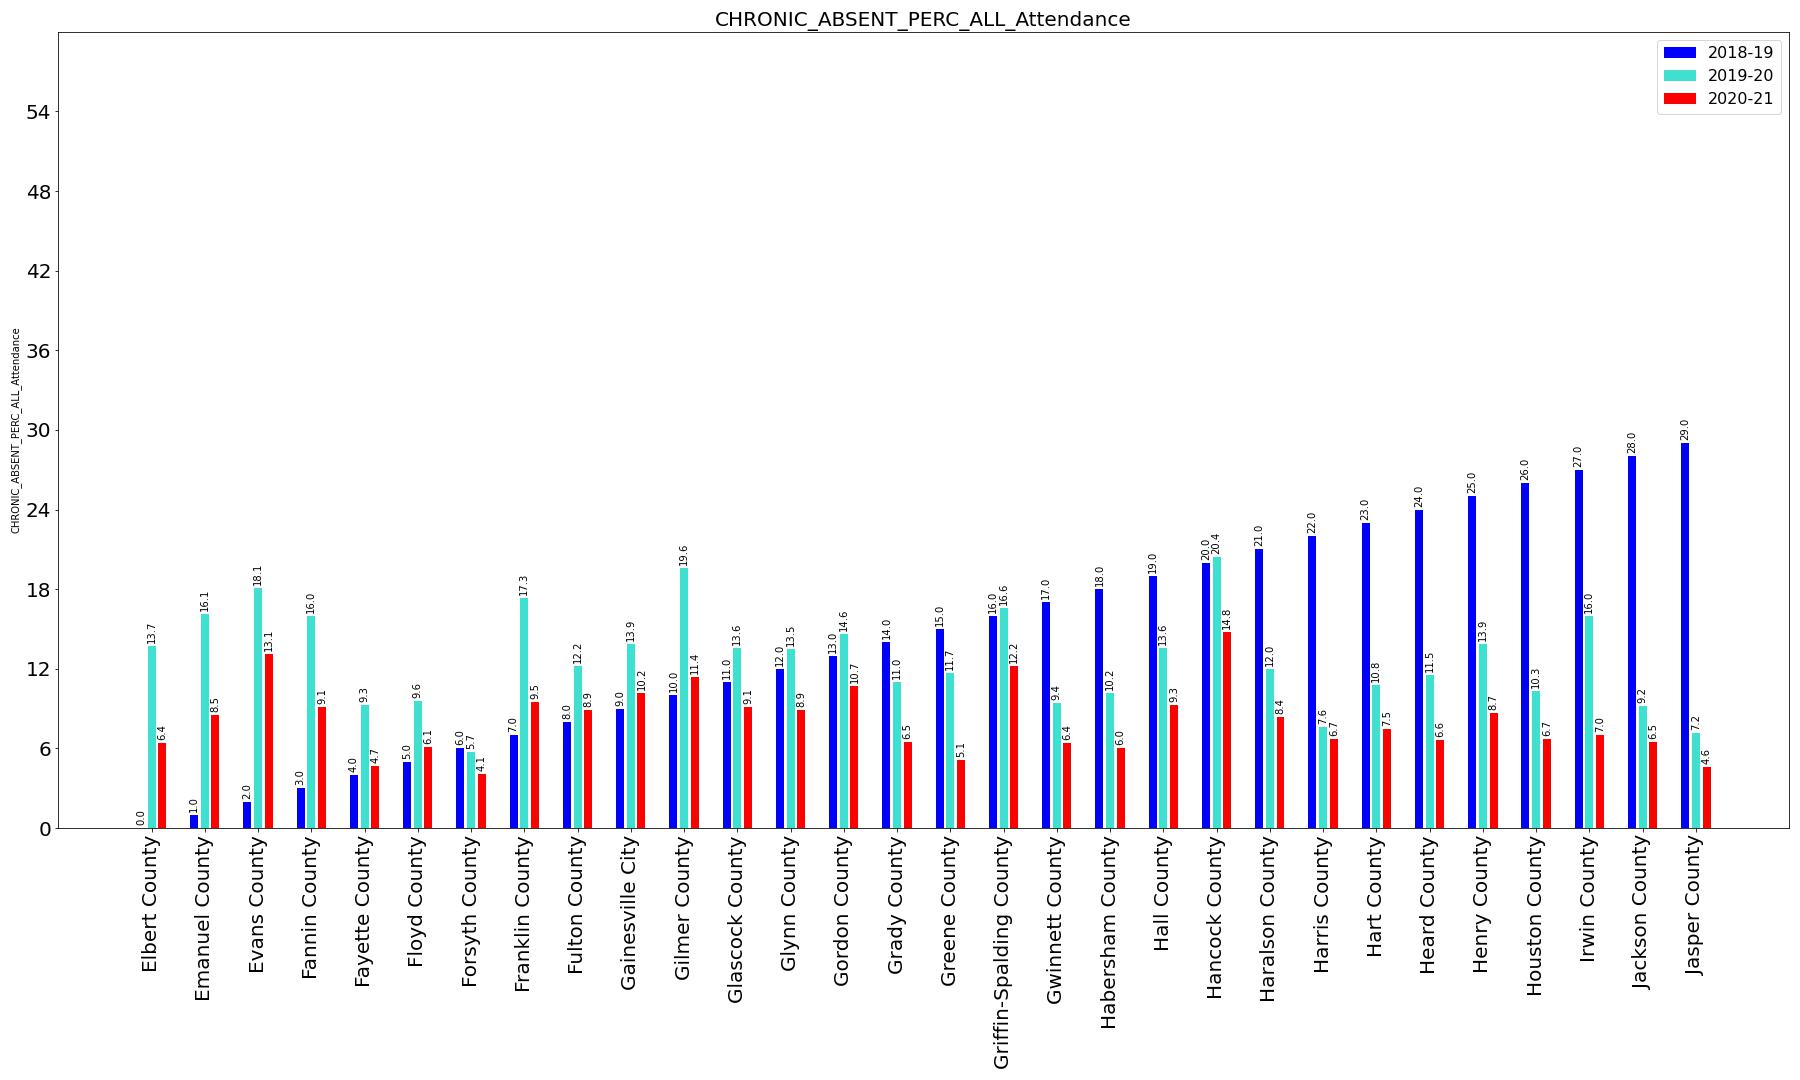 CHRONIC_ABSENT_PERC_ALL_Attendance
2018-19
2019-20
2020-21
CHRONIC_ABSENT_PERC_ALL_Attendance
54
48
42
36
30
24
18
12
6
0
0.0 13.7 6.4
1.0 16.1 8.5
2.0 18.1 13.1
3.0 16.0 9.1
4.0 9.3 4.7
5.0 9.6 6.1
6.0 5.7 4.1
7.0 17.3 9.5
8.0 12.2 8.9
9.0 13.9 10.2
10.0 19.6 11.4
11.0 13.6 9.1
12.0 13.5 8.9
13.0 14.6 10.7
14.0 11.0 6.5
15.0 11.7 5.1
16.0 16.6 12.2
17.0 9.4 6.4
18.0 10.2 6.0
19.0 13.6 9.3
20.0 20.4 14.8
21.0 12.0 8.4
22.0 7.6 6.7
23.0 10.8 7.5
24.0 11.5 6.6
25.0 13.9 8.7
26.0 10.3 6.7
27.0 16.0 7.0
28.0 9.2 6.5
29.0 7.2 4.6
Elbert County
Emanuel County
Evans County
Fannin County
Fayette County
Floyd County
Forsyth County
Franklin County
Fulton County
Gainesville City
Gilmer County
Glascock County
Glynn County
Gordon County
Grady County
Greene County
Griffin-Spalding County
Gwinnett County
Habersham County
Hall County
Hancock County
Haralson County
Harris County
Hart County
Heard County
Henry County
Houston County
Irwin County
Jackson County
Jasper County